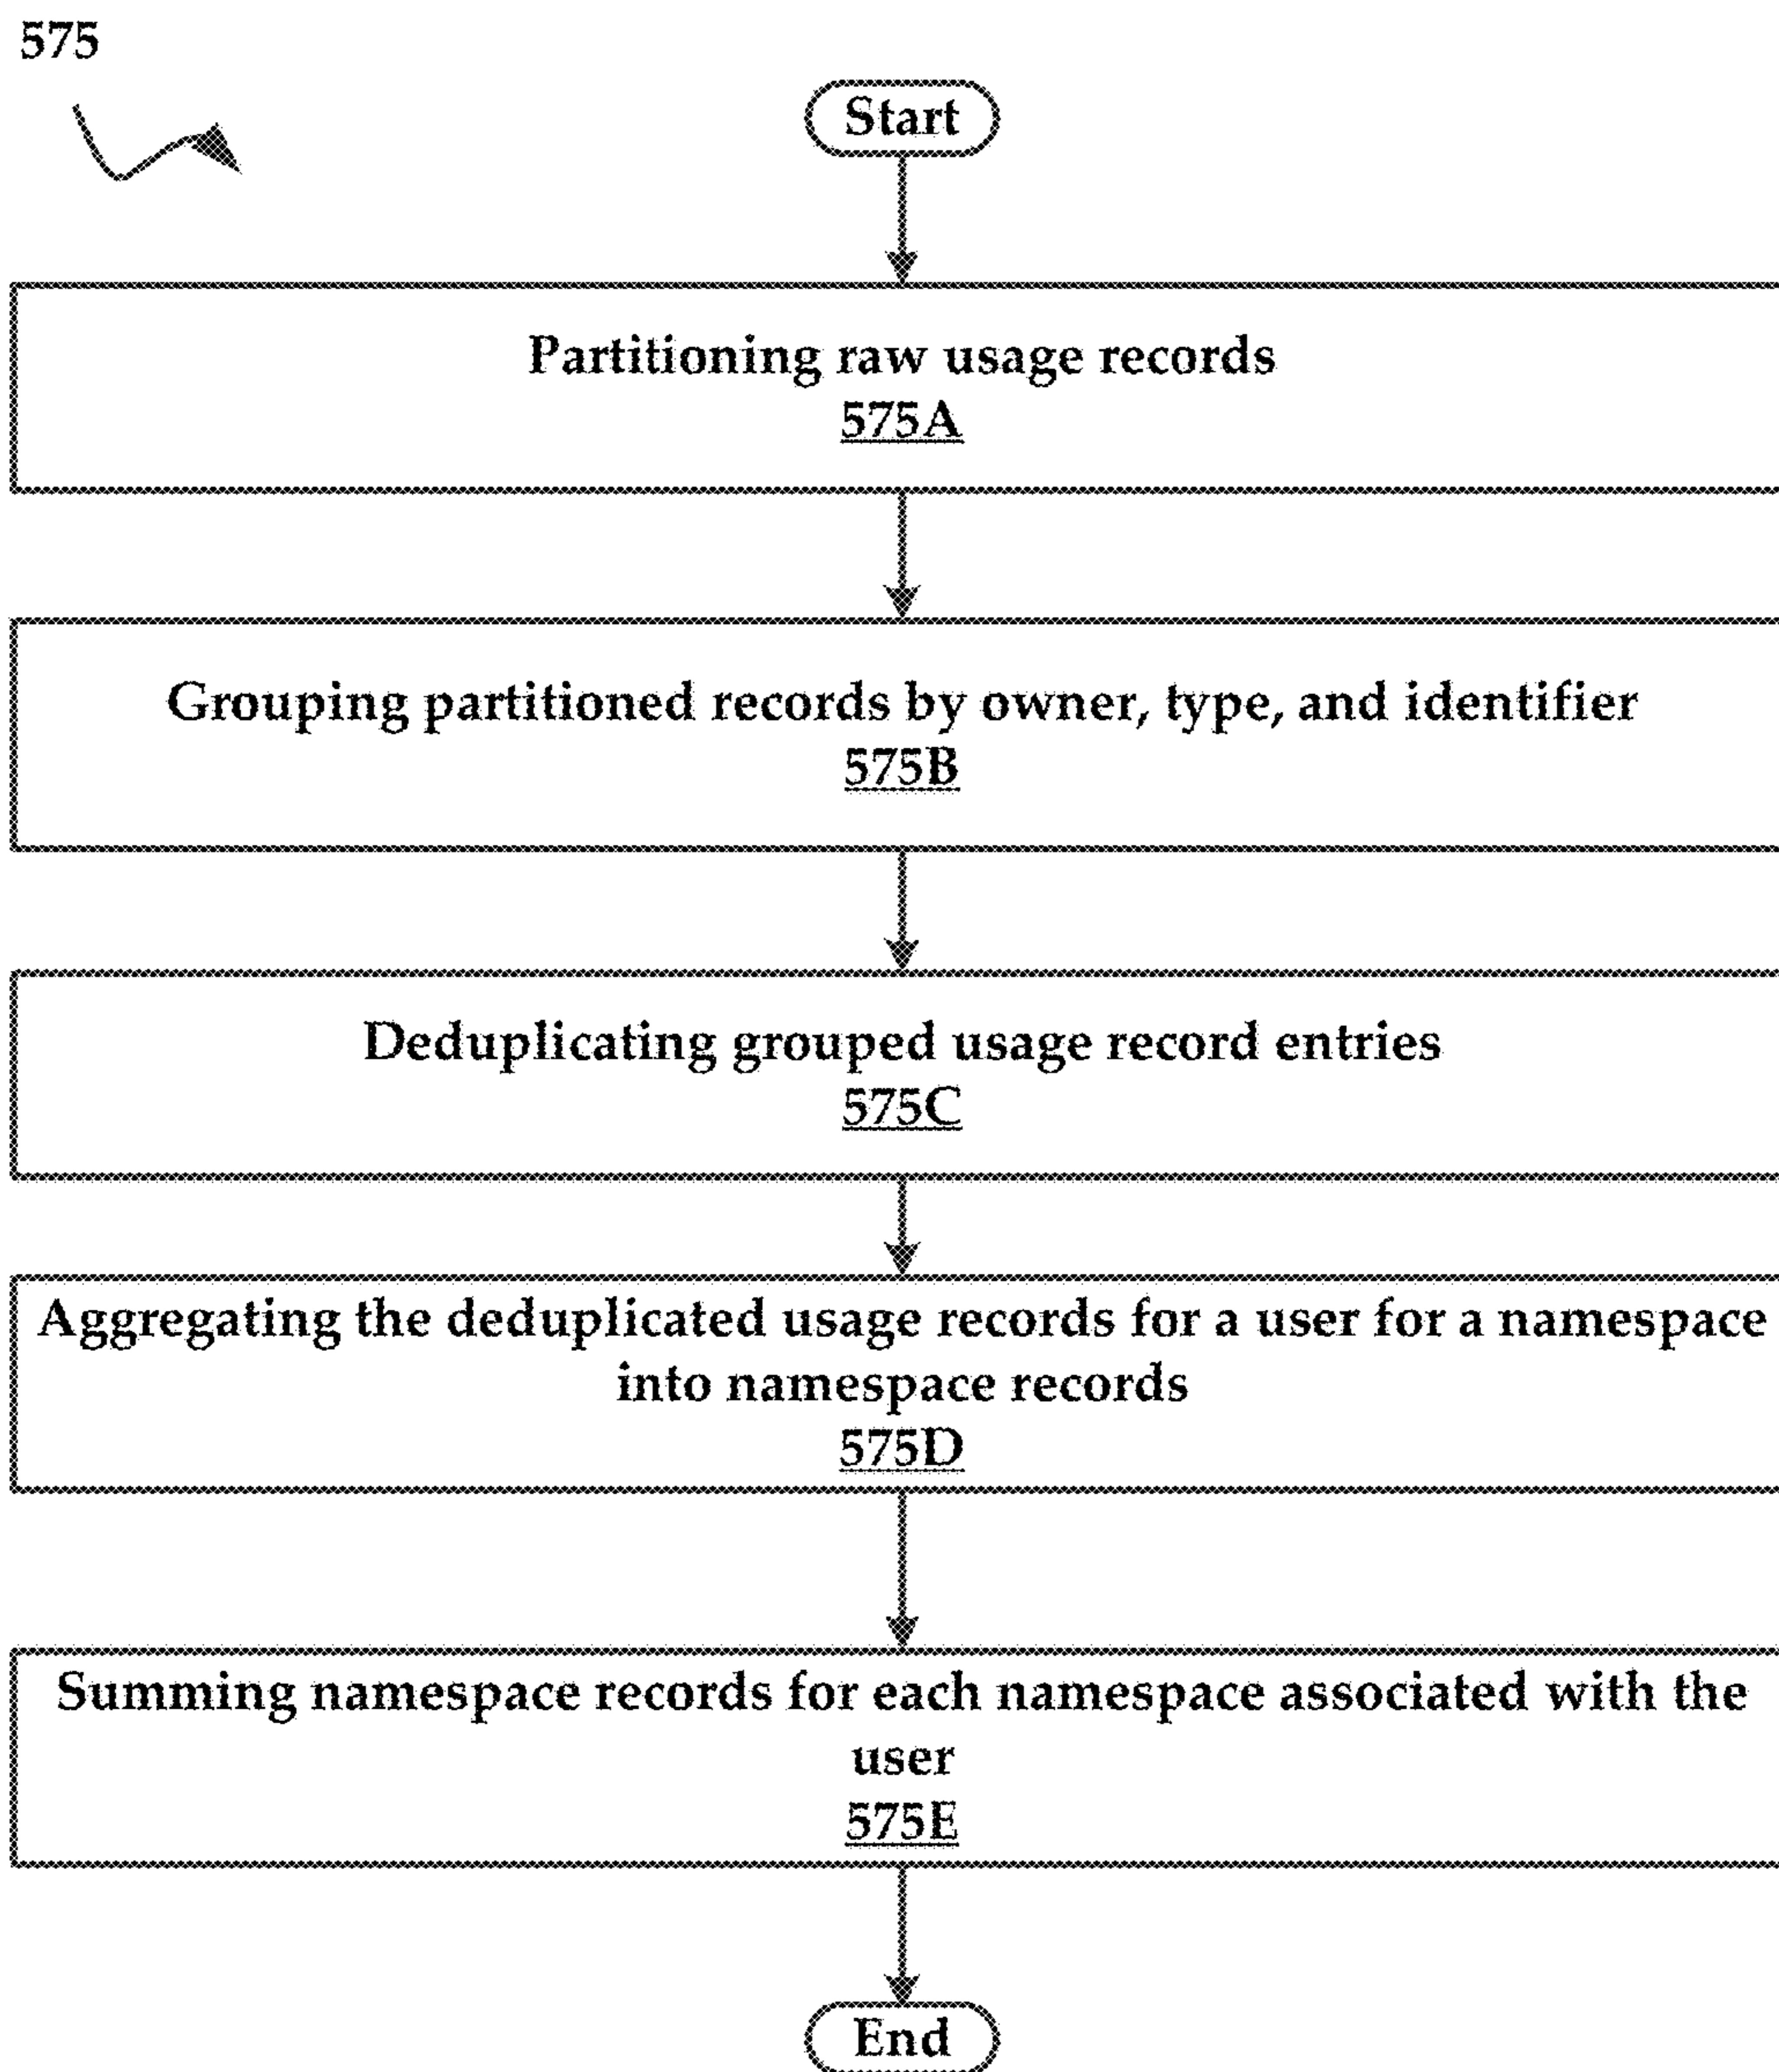 575
Start
Partitioning raw usage records
575A
Grouping partitioned records by owner, type, and identifier
575B
Deduplicating grouped usage record entries
575C
Aggregating the deduplicated usage records for a user for a namespace
into namespace records
575D
Summing namespace records for each namespace associated with the
user
575E
End